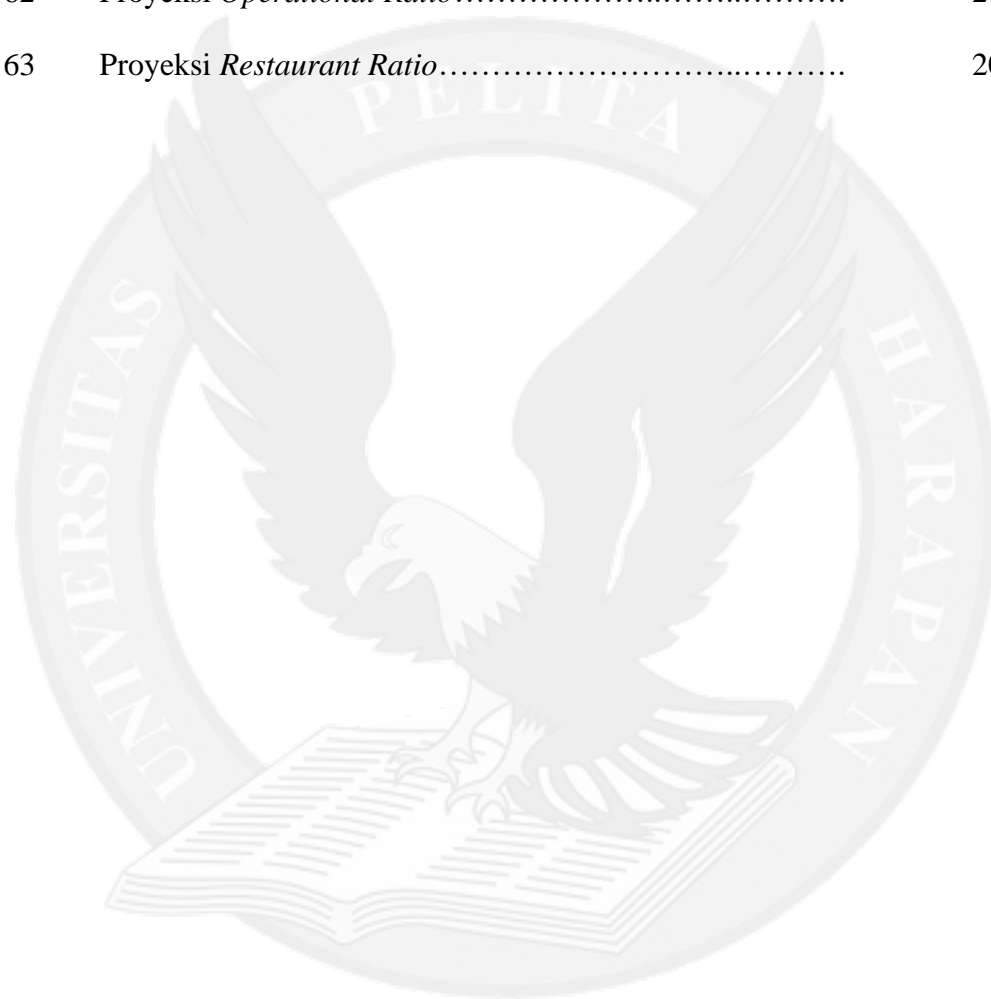 Proyeksi Operational Ratio……………….…….……….
63 Proyeksi Restaurant Ratio………………………..……….
UNIVERSITAS PELITA HARAPAN